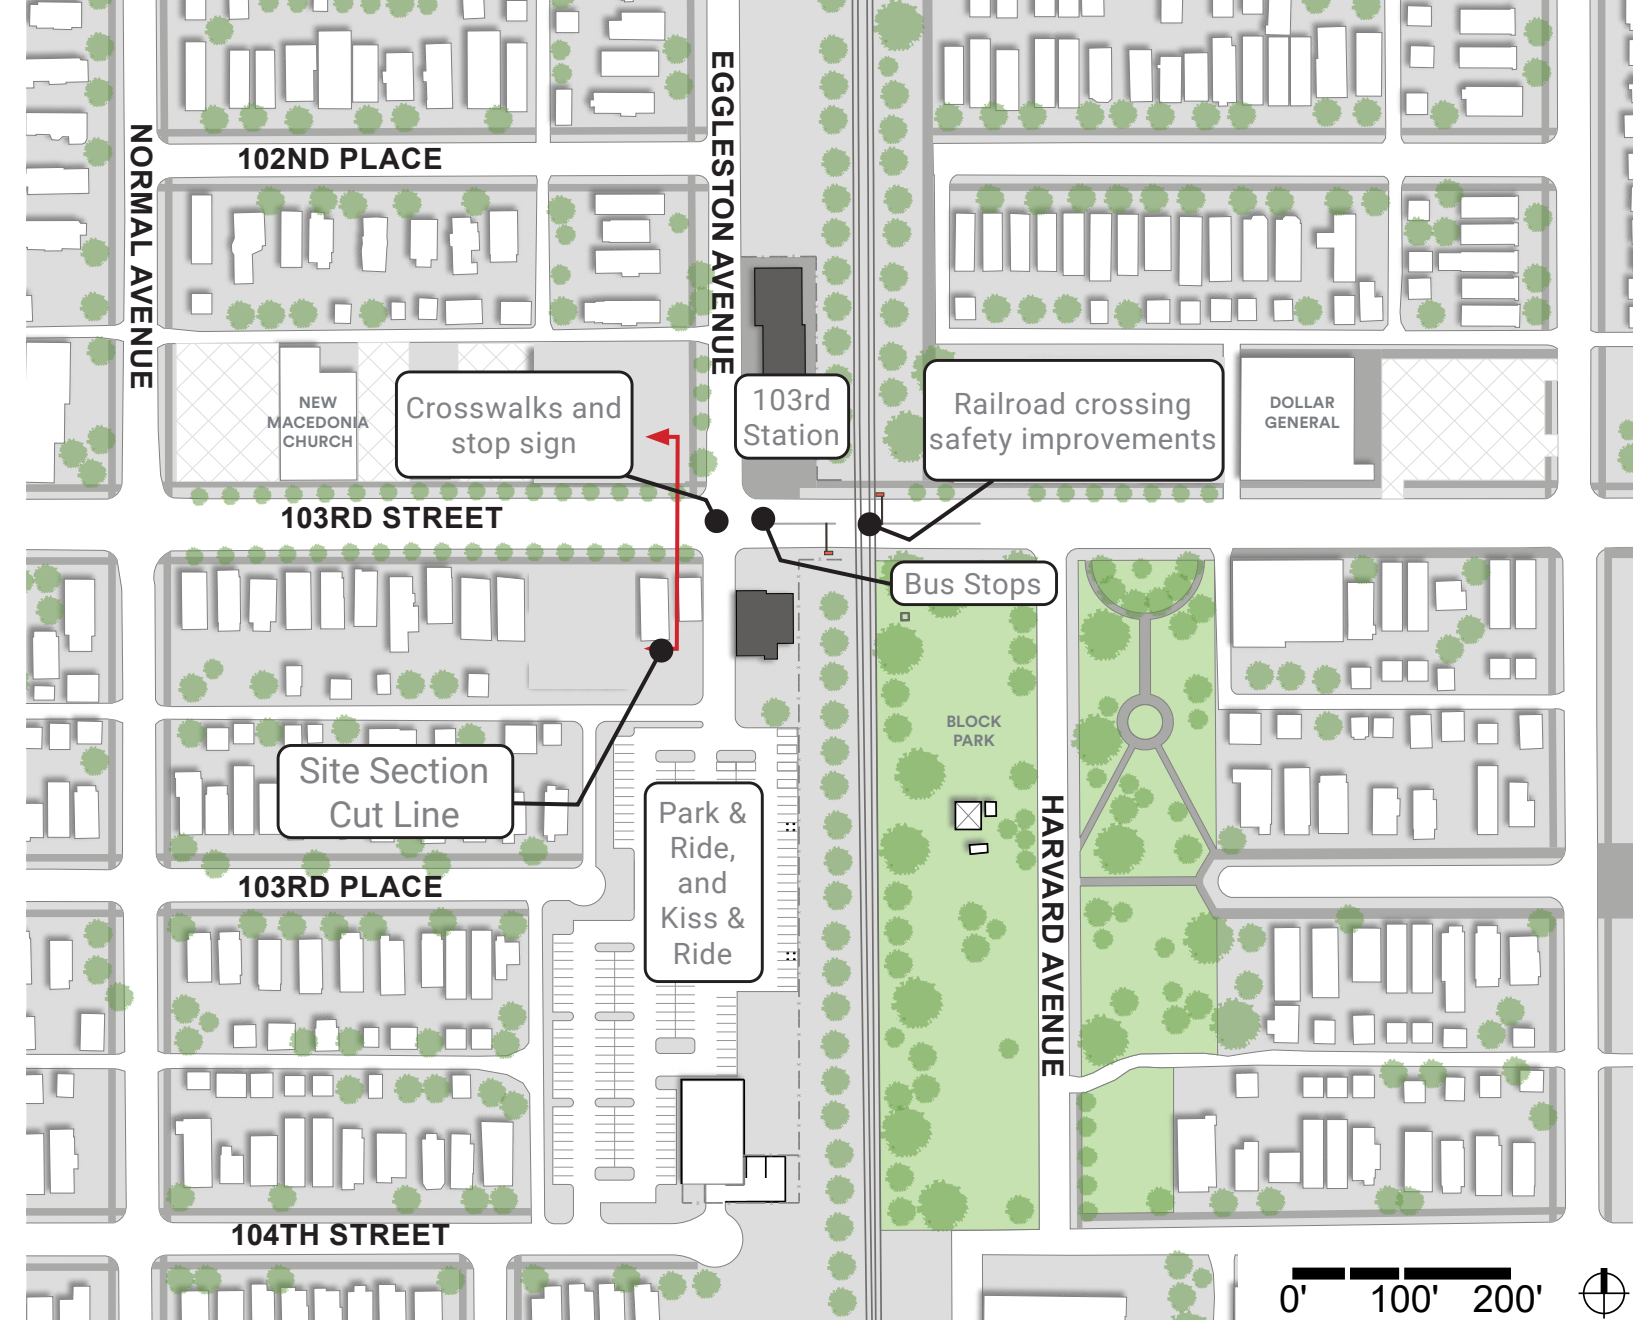 102ND PLACE
NORMAL AVENUE
EGGLESTON AVENUE
NEW
MACEDONIA
CHURCH
Crosswalks and
stop sign
103rd
Station
Railroad crossing
safety improvements
DOLLAR
GENERAL
103RD STREET
Bus Stops
BLOCK
PARK
Site Section
Cut Line
Park &
Ride,
and
Kiss &
Ride
HARVARD AVENUE
103RD PLACE
104TH STREET
0' 100' 200'